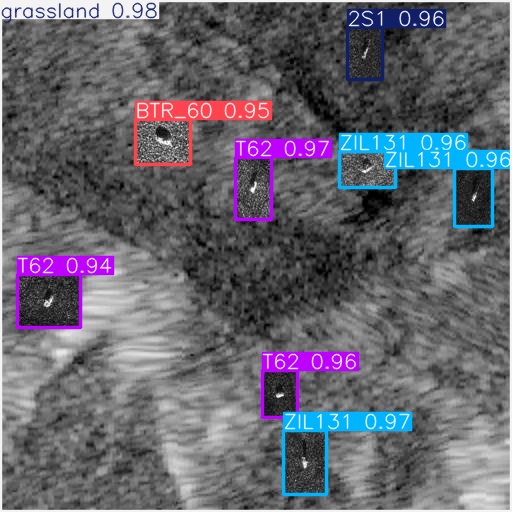 grassland 0.98
2S1 0.96
BTR_60 0.95
T62 0.97
ZIL131 0.96
ZIL131 0.96
T62 0.94
T62 0.96
ZIL131 0.97